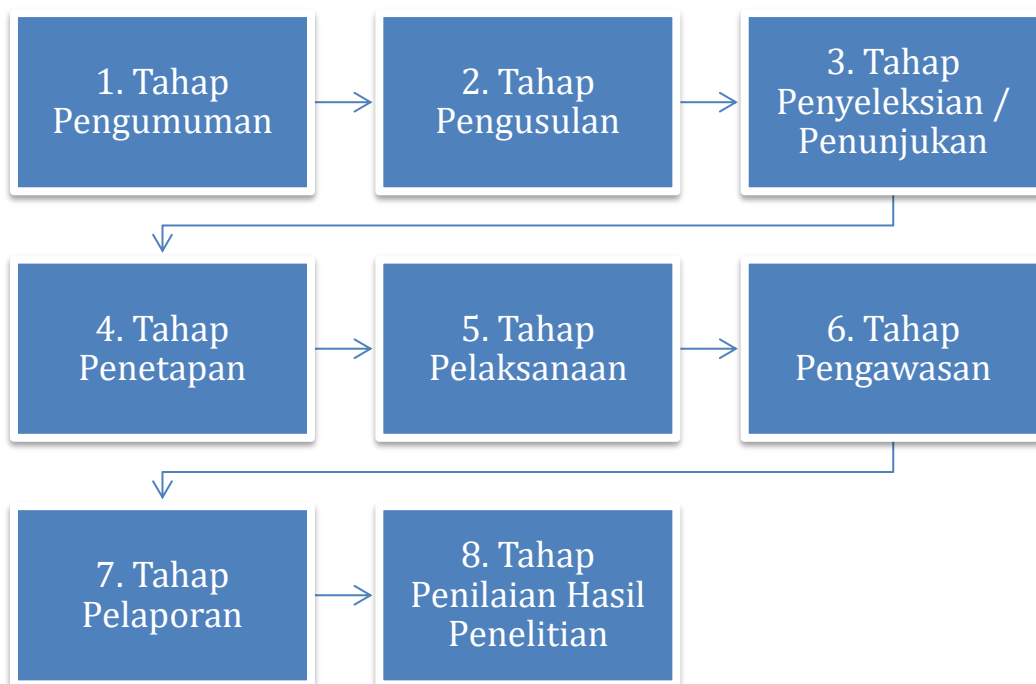 1. Tahap
Pengumuman
2. Tahap
Pengusulan
3. Tahap
Penyeleksian /
Penunjukan
4. Tahap
Penetapan
5. Tahap
Pelaksanaan
6. Tahap
Pengawasan
7. Tahap
Pelaporan
8. Tahap
Penilaian Hasil
Penelitian